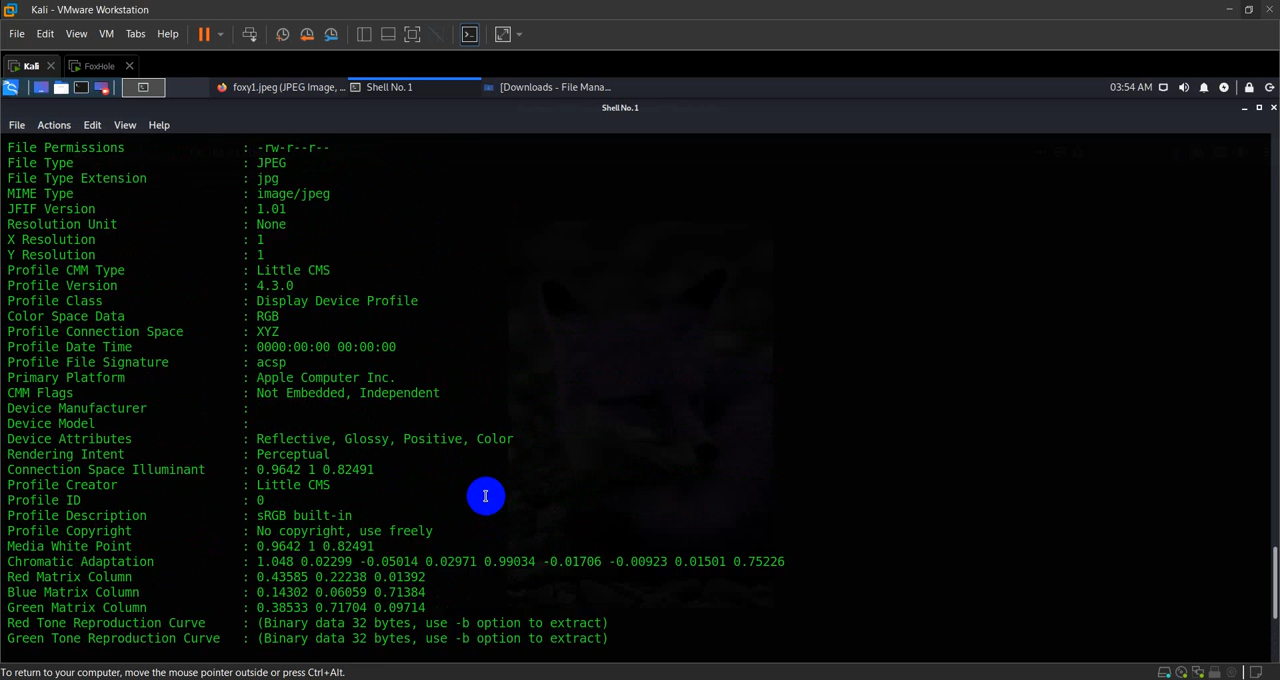 Kali - VMware Workstation
File Edit View VM Tabs Help
Kali FoxHole
foxy1.jpeg (JPEG Image, ... Shell No. 1 [Downloads - File Mana... 03:54 AM
Shell No. 1
File Actions Edit View Help
File Permissions : -rw-r--r--
File Type : JPEG
File Type Extension : jpg
MIME Type : image/jpeg
JFIF Version : 1.01
Resolution Unit : None
X Resolution : 1
Y Resolution : 1
Profile CMM Type : Little CMS
Profile Version : 4.3.0
Profile Class : Display Device Profile
Color Space Data : RGB
Profile Connection Space : XYZ
Profile Date Time : 0000:00:00 00:00:00
Profile File Signature : acsp
Primary Platform : Apple Computer Inc.
CMM Flags : Not Embedded, Independent
Device Manufacturer :
Device Model :
Device Attributes : Reflective, Glossy, Positive, Color
Rendering Intent : Perceptual
Connection Space Illuminant : 0.9642 1 0.82491
Profile Creator : Little CMS
Profile ID : 0
Profile Description : sRGB built-in
Profile Copyright : No copyright, use freely
Media White Point : 0.9642 1 0.82491
Chromatic Adaptation : 1.048 0.02299 -0.05014 0.02971 0.99034 -0.01706 -0.00923 0.01501 0.75226
Red Matrix Column : 0.43585 0.22238 0.01392
Blue Matrix Column : 0.14302 0.06059 0.71384
Green Matrix Column : 0.38533 0.71704 0.09714
Red Tone Reproduction Curve : (Binary data 32 bytes, use -b option to extract)
Green Tone Reproduction Curve : (Binary data 32 bytes, use -b option to extract)
To return to your computer, move the mouse pointer outside or press Ctrl+Alt.